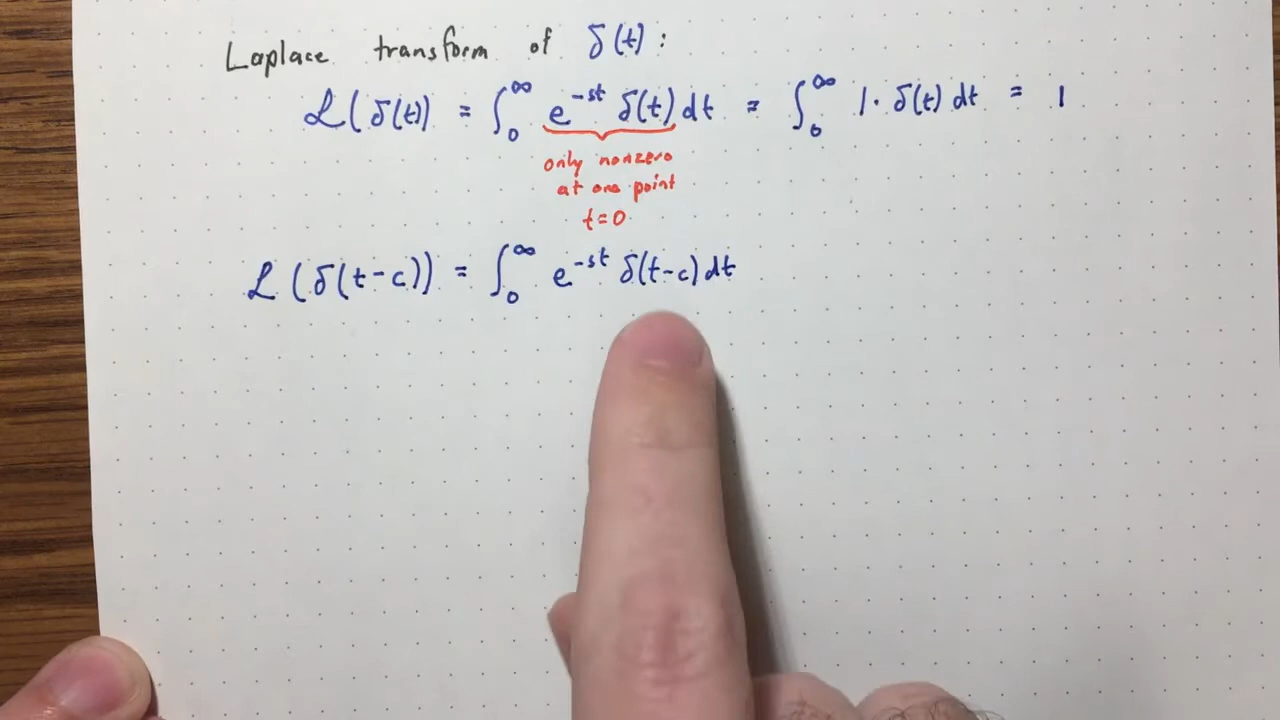 Laplace transform of δ(t):
ℒ(δ(t)) = ∫₀^∞ e^{-st} δ(t) dt = ∫₀^∞ 1 · δ(t) dt = 1
only nonzero
at one point
t=0
ℒ(δ(t-c)) = ∫₀^∞ e^{-st} δ(t-c) dt